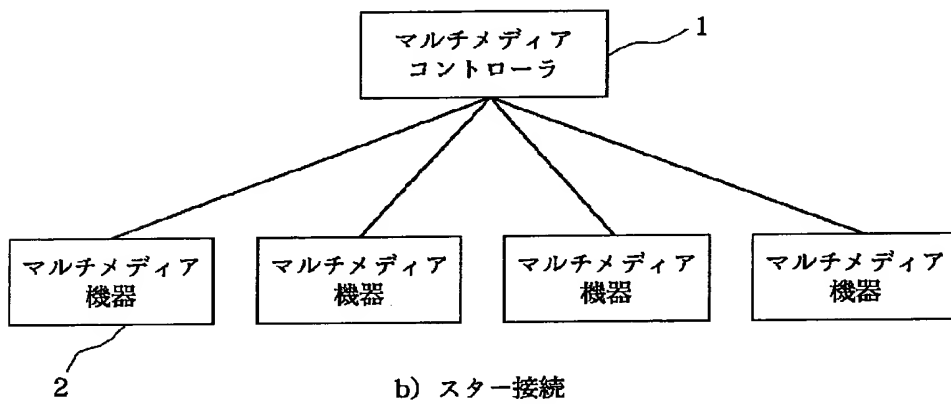 マルチメディア
コントローラ
1
マルチメディア
機器
マルチメディア
機器
マルチメディア
機器
マルチメディア
機器
2
b) スター接続